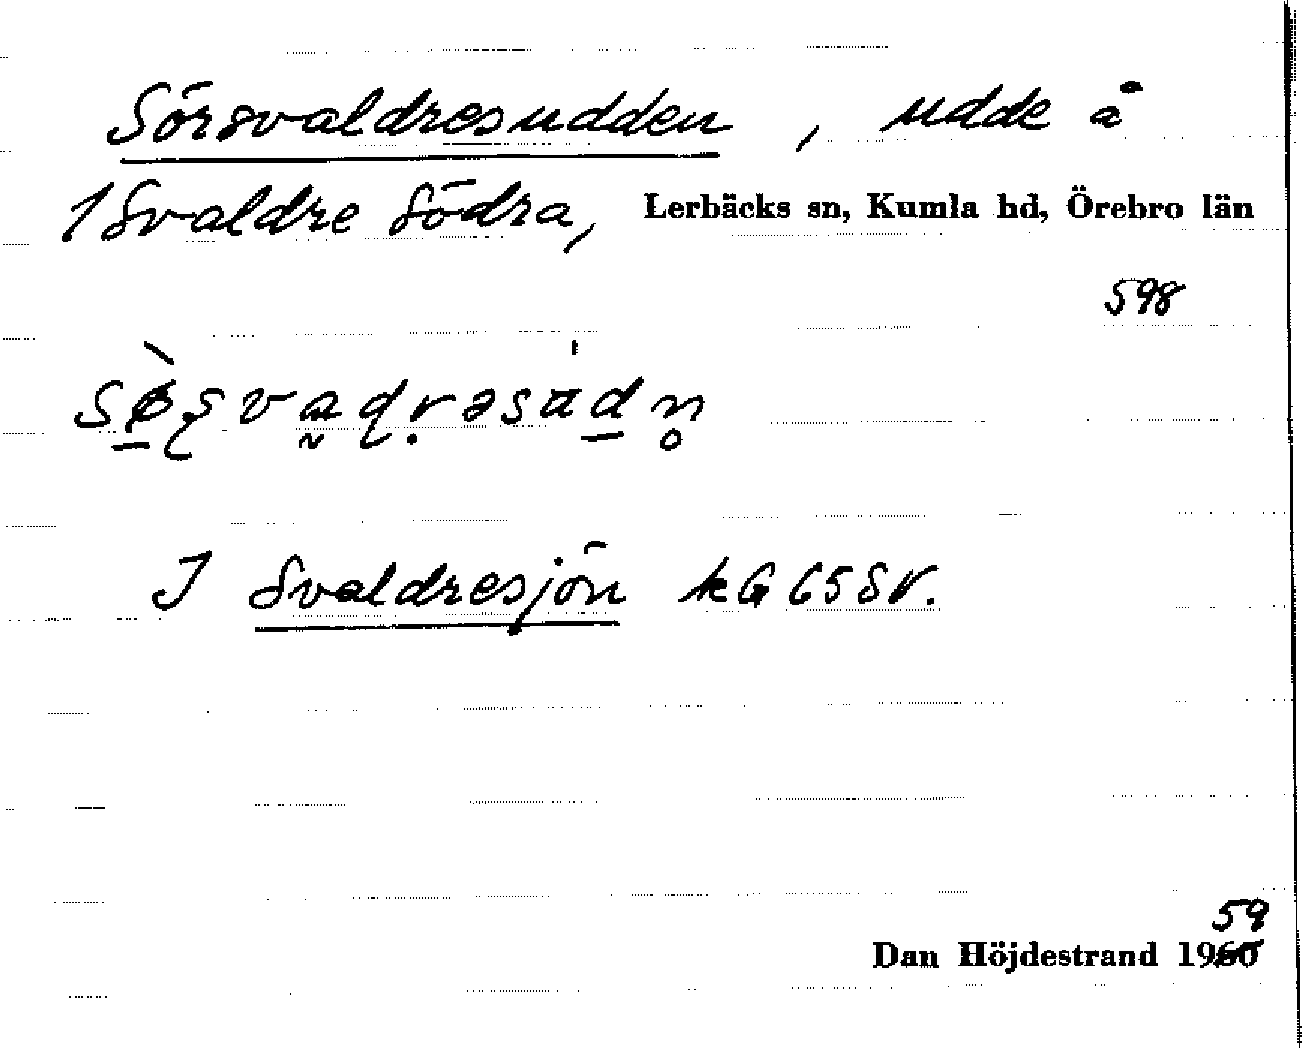 Sörsvaldresudden, udde å
1 Svaldre Södra, Lerbäcks sn, Kumla hd, Örebro län
598
I Svaldresjön kG 65 SV.
59
Dan Höjdestrand 1960